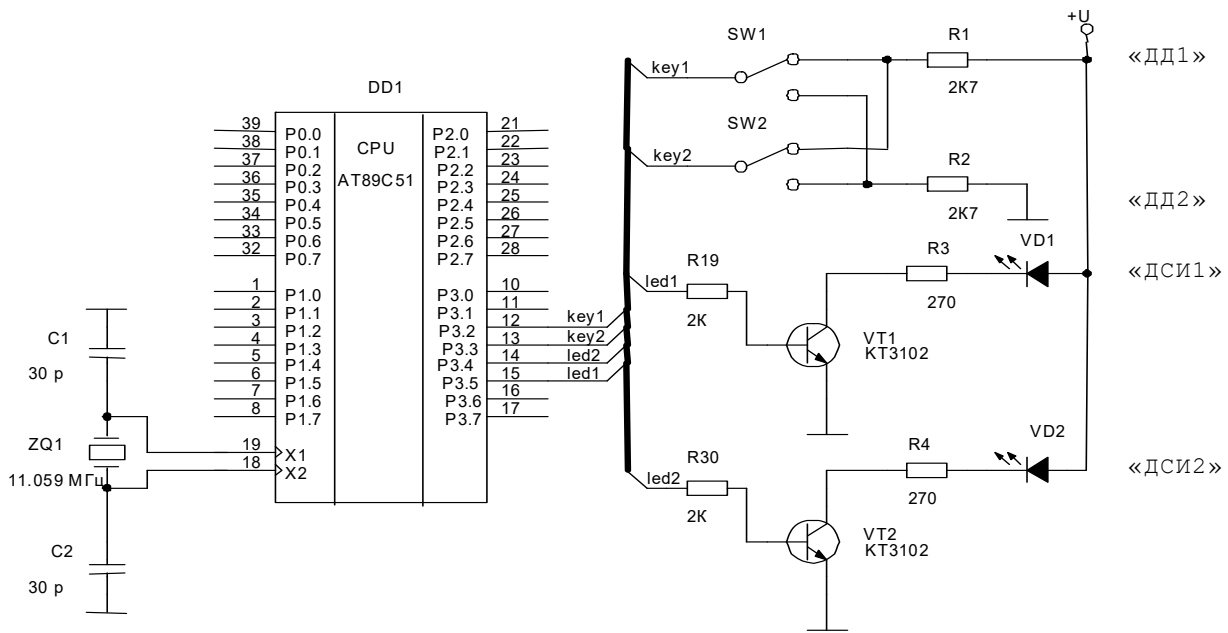 +U
SW1
R1
key1
2К7
«ДД1»
DD1
CPU
AT89C51
39 P0.0
38 P0.1
37 P0.2
36 P0.3
35 P0.4
34 P0.5
33 P0.6
32 P0.7
1 P1.0
2 P1.1
3 P1.2
4 P1.3
5 P1.4
6 P1.5
7 P1.6
8 P1.7
19 X1
18 X2
P2.0 21
P2.1 22
P2.2 23
P2.3 24
P2.4 25
P2.5 26
P2.6 27
P2.7 28
P3.0 10
P3.1 11
P3.2 12 key1
P3.3 13 key2
P3.4 14 led2
P3.5 15 led1
P3.6 16
P3.7 17
SW2
key2
R2
2К7
«ДД2»
R19
led1
2К
R3
270
VD1
«ДСИ1»
VT1
КТ3102
R30
led2
2К
R4
270
VD2
«ДСИ2»
VT2
КТ3102
C1
30 p
ZQ1
11.059 МГц
C2
30 p